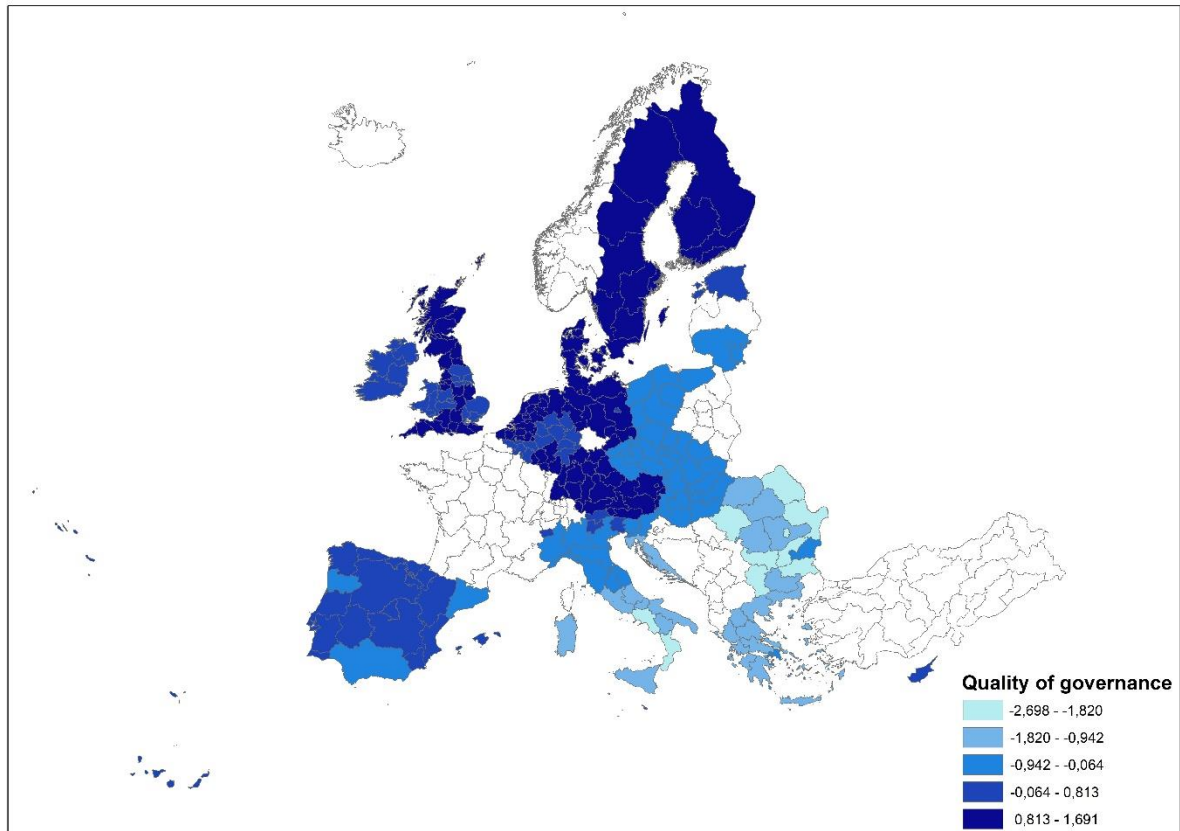 Quality of governance
-2,698 - -1,820
-1,820 - -0,942
-0,942 - -0,064
-0,064 - 0,813
0,813 - 1,691